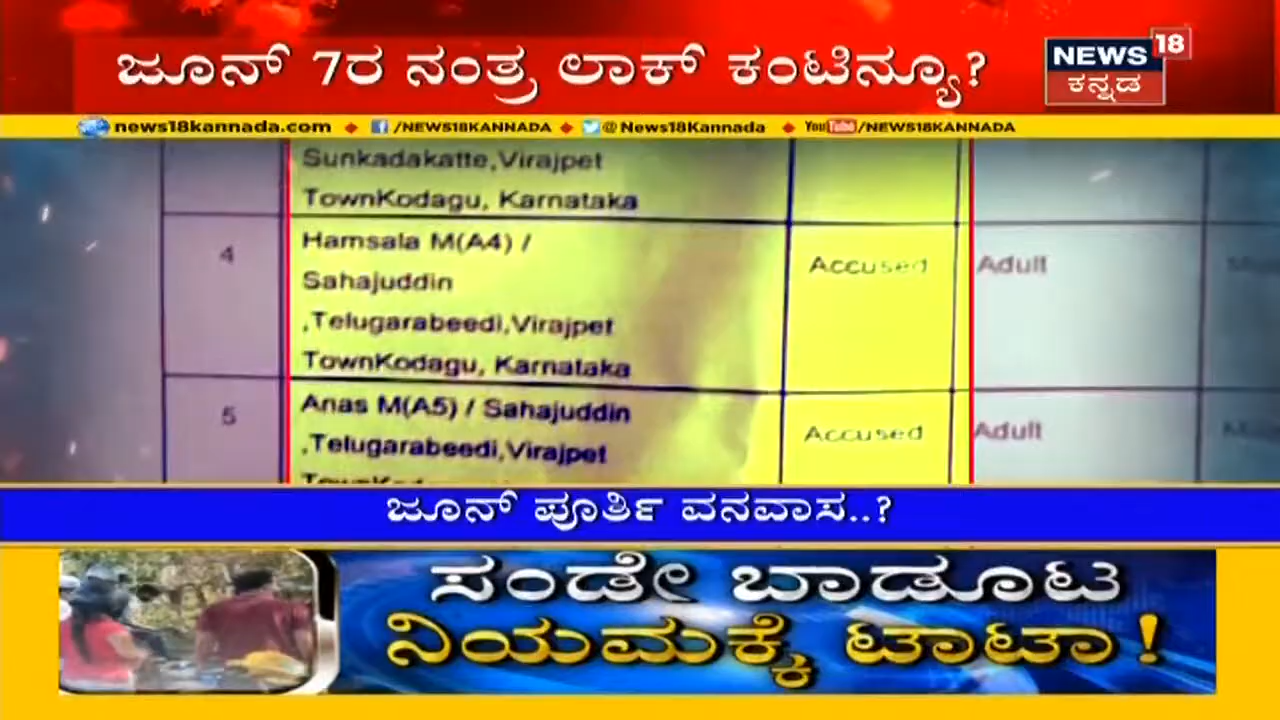 ಜೂನ್ 7ರ ನಂತ್ರ ಲಾಕ್ ಕಂಟಿನ್ಯೂ?
NEWS 18
ಕನ್ನಡ
news18kannada.com /NEWS18KANNADA @News18Kannada YouTube/NEWS18KANNADA
Sunkadakatte,Virajpet
TownKodagu, Karnataka
4 Hamsala M(A4) / Accused Adult
Sahajuddin
,Telugarabeedi,Virajpet
TownKodagu, Karnataka
5 Anas M(A5) / Sahajuddin Accused Adult
,Telugarabeedi,Virajpet
ಜೂನ್ ಪೂರ್ತಿ ವನವಾಸ..?
ಸಂಡೇ ಬಾಡೂಟ
ನಿಯಮಕ್ಕೆ ಟಾಟಾ!